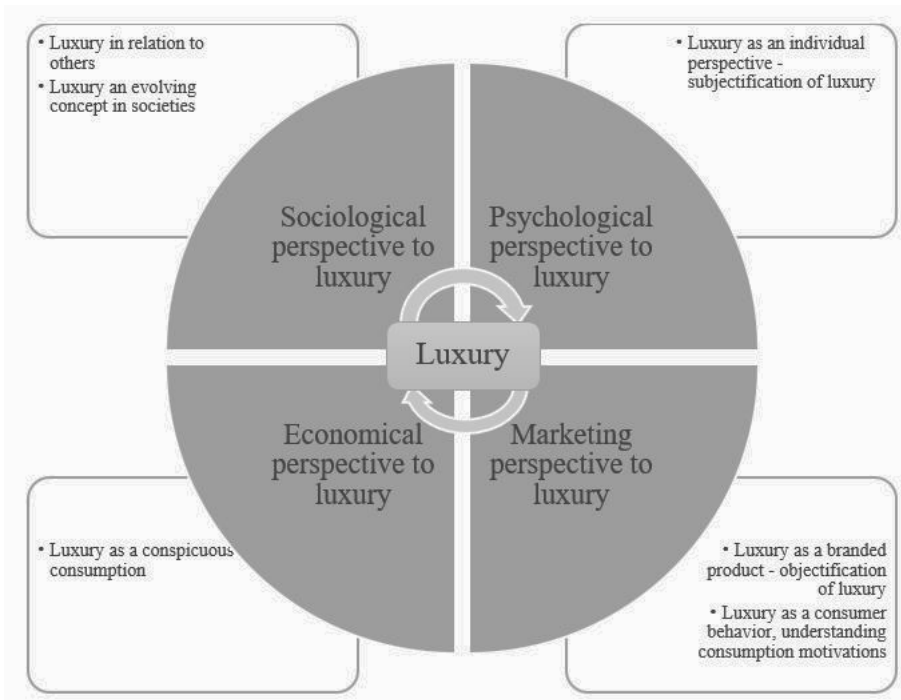 • Luxury in relation to
others
• Luxury an evolving
concept in societies
• Luxury as an individual
perspective -
subjectification of luxury
Sociological
perspective to
luxury
Psychological
perspective to
luxury
Luxury
Economical
perspective to
luxury
Marketing
perspective to
luxury
• Luxury as a conspicuous
consumption
• Luxury as a branded
product - objectification
of luxury
• Luxury as a consumer
behavior, understanding
consumption motivations